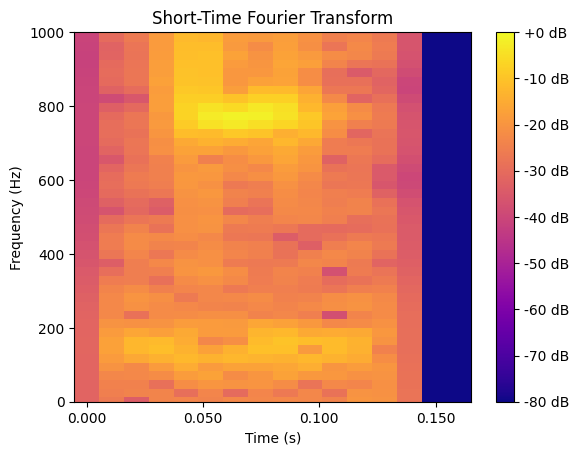 Short-Time Fourier Transform
1000
800
600
400
200
0
Frequency (Hz)
0.000
0.050
0.100
0.150
Time (s)
+0 dB
-10 dB
-20 dB
-30 dB
-40 dB
-50 dB
-60 dB
-70 dB
-80 dB